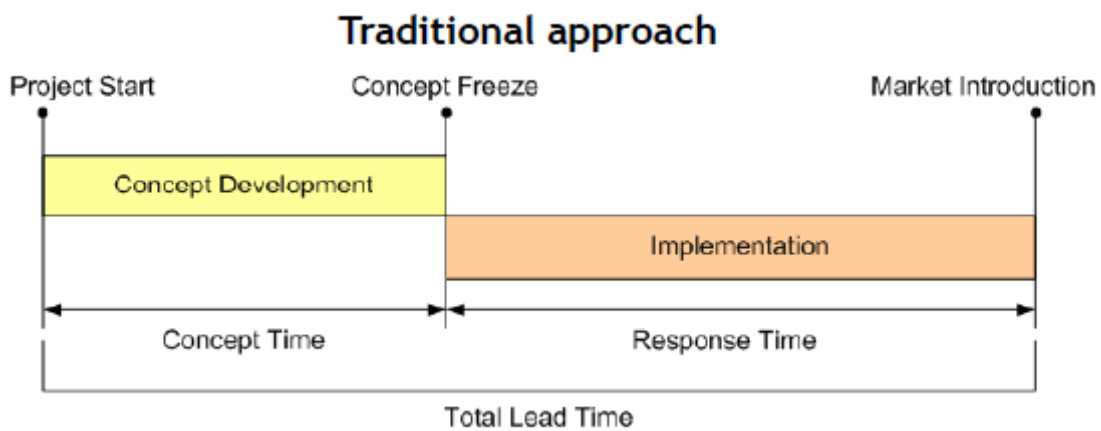 Traditional approach
Project Start
Concept Freeze
Market Introduction
Concept Development
Implementation
Concept Time
Response Time
Total Lead Time